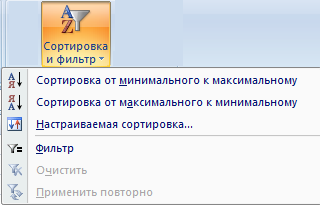 Сортировка
и фильтр
Сортировка от минимального к максимальному
Сортировка от максимального к минимальному
Настраиваемая сортировка...
Фильтр
Очистить
Применить повторно